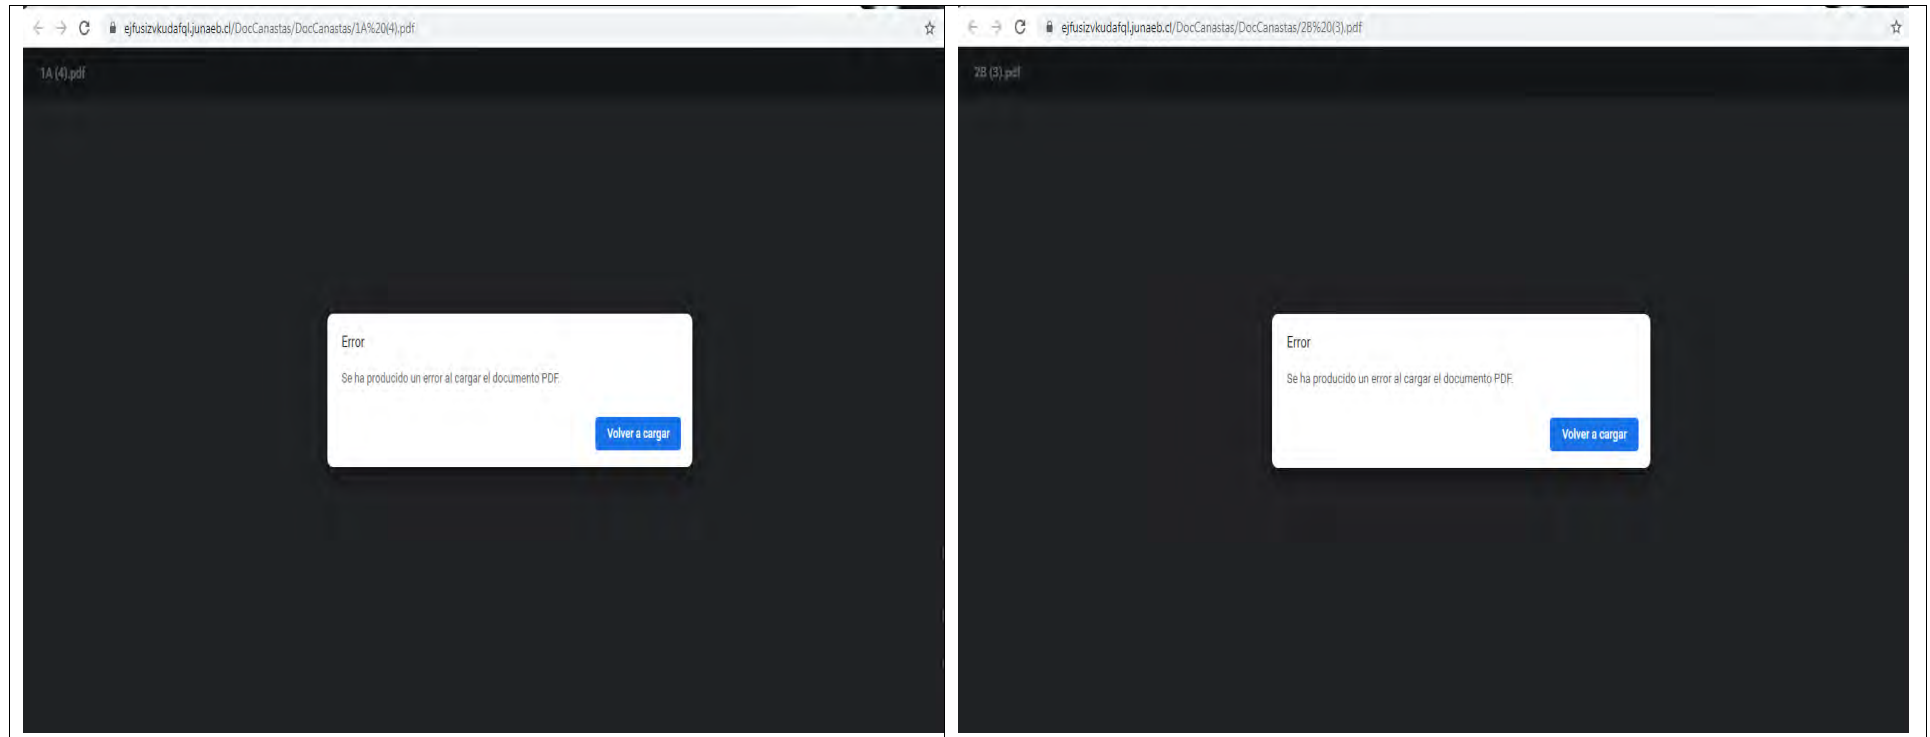 ejfusizvkudafql.junaeb.cl/DocCanastas/DocCanastas/1A%20(4).pdf
1A (4).pdf
Error
Se ha producido un error al cargar el documento PDF.
Volver a cargar
ejfusizvkudafql.junaeb.cl/DocCanastas/DocCanastas/2B%20(3).pdf
2B (3).pdf
Error
Se ha producido un error al cargar el documento PDF.
Volver a cargar